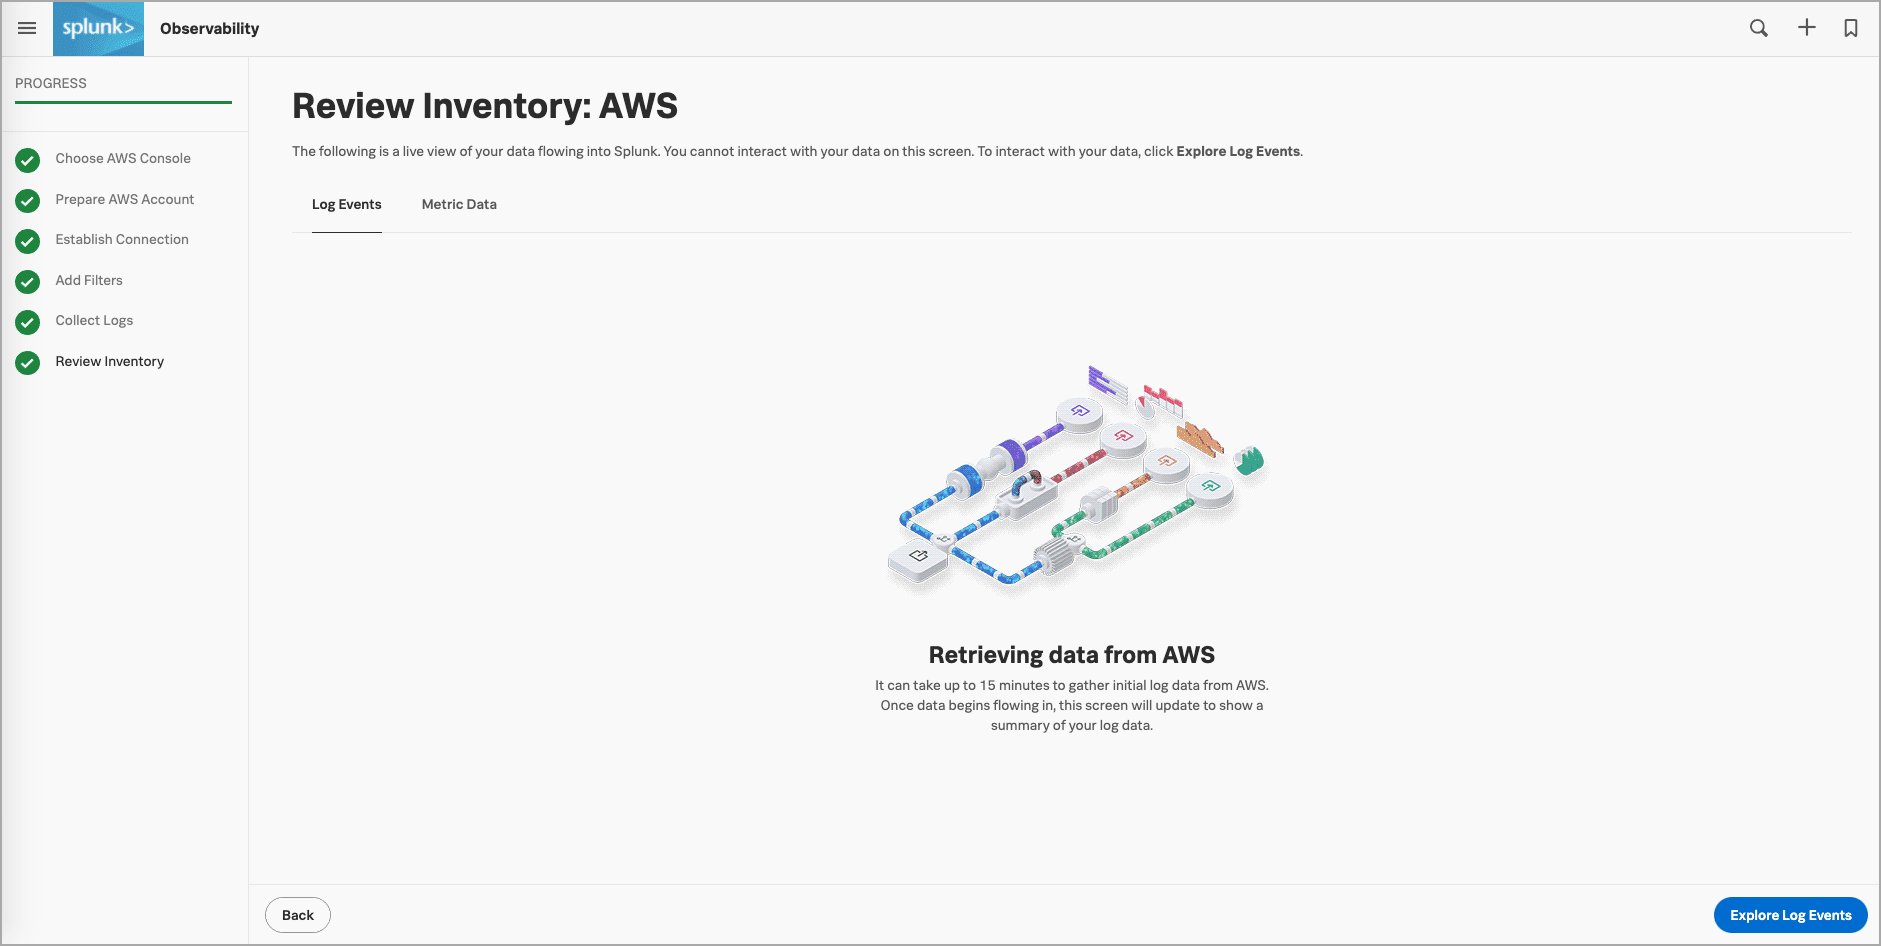 splunk>
Observability
PROGRESS
Choose AWS Console
Prepare AWS Account
Establish Connection
Add Filters
Collect Logs
Review Inventory
Review Inventory: AWS
The following is a live view of your data flowing into Splunk. You cannot interact with your data on this screen. To interact with your data, click Explore Log Events.
Log Events
Metric Data
Retrieving data from AWS
It can take up to 15 minutes to gather initial log data from AWS.
Once data begins flowing in, this screen will update to show a
summary of your log data.
Back
Explore Log Events